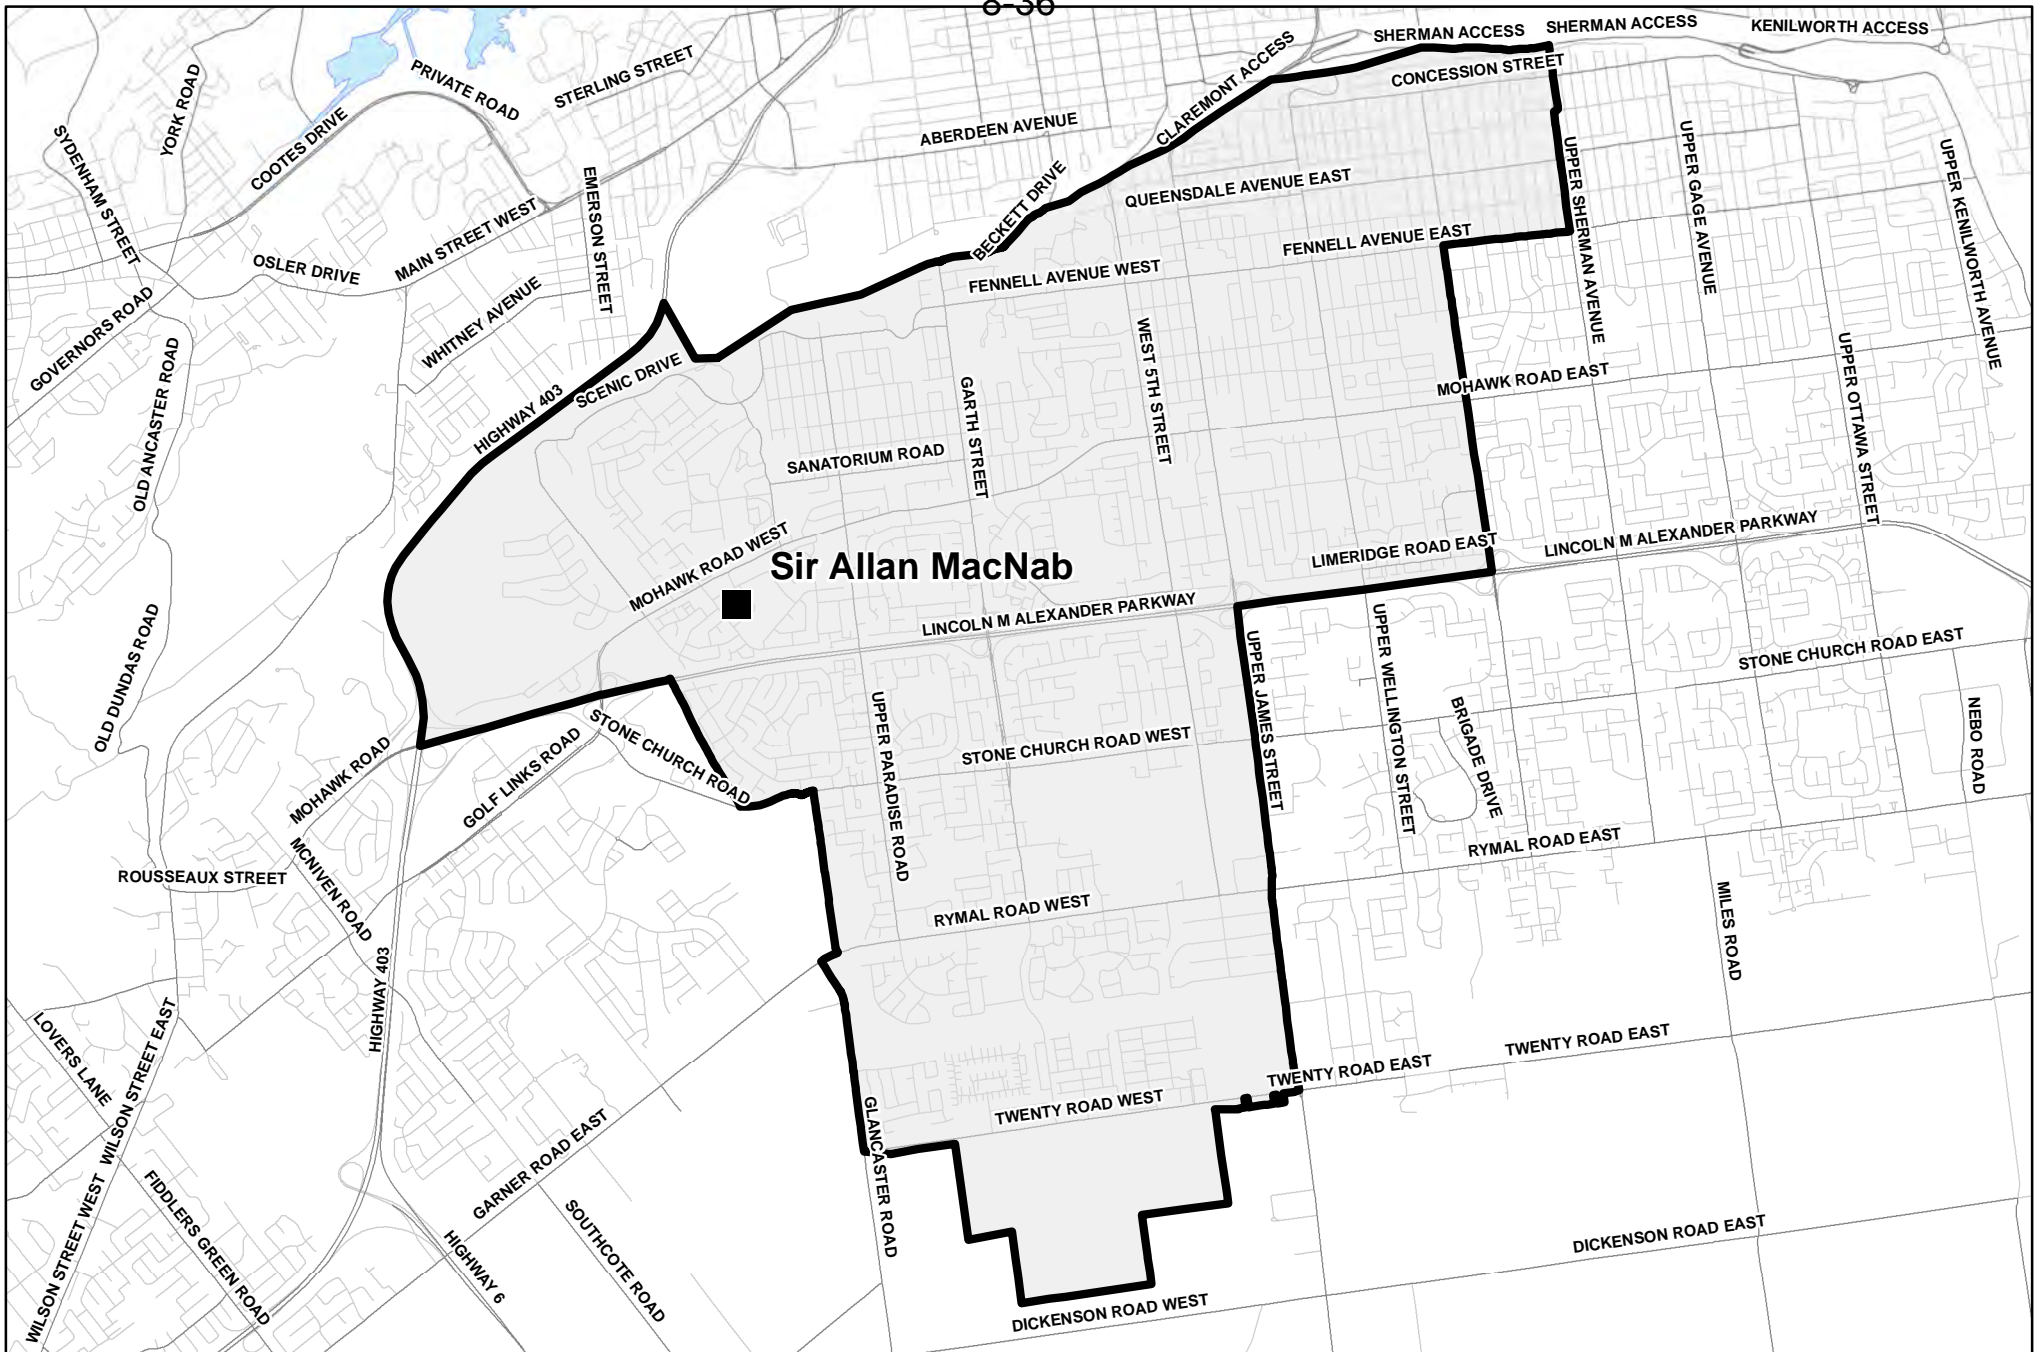 8-36
SHERMAN ACCESS
SHERMAN ACCESS
KENILWORTH ACCESS
CONCESSION STREET
CLAREMONT ACCESS
PRIVATE ROAD
STERLING STREET
YORK ROAD
COOTES DRIVE
SYDENHAM STREET
ABERDEEN AVENUE
BECKETT DRIVE
QUEENSDALE AVENUE EAST
UPPER SHERMAN AVENUE
UPPER GAGE AVENUE
UPPER KENILWORTH AVENUE
EMERSON STREET
MAIN STREET WEST
OSLER DRIVE
FENNELL AVENUE EAST
FENNELL AVENUE WEST
GOVERNORS ROAD
WHITNEY AVENUE
OLD ANCASTER ROAD
HIGHWAY 403
SCENIC DRIVE
WEST 5TH STREET
GARTH STREET
MOHAWK ROAD EAST
UPPER OTTAWA STREET
SANATORIUM ROAD
MOHAWK ROAD WEST
Sir Allan MacNab
LIMERIDGE ROAD EAST
LINCOLN M ALEXANDER PARKWAY
LINCOLN M ALEXANDER PARKWAY
OLD DUNDAS ROAD
UPPER JAMES STREET
UPPER WELLINGTON STREET
STONE CHURCH ROAD EAST
BRIGADE DRIVE
NEBO ROAD
STONE CHURCH ROAD
UPPER PARADISE ROAD
STONE CHURCH ROAD WEST
MOHAWK ROAD
GOLF LINKS ROAD
RYMAL ROAD EAST
ROUSSEAUX STREET
MCNIVEN ROAD
RYMAL ROAD WEST
MILES ROAD
HIGHWAY 403
LOVERS LANE
WILSON STREET EAST
TWENTY ROAD EAST
TWENTY ROAD EAST
TWENTY ROAD WEST
GLANCASTER ROAD
GARNER ROAD EAST
WILSON STREET WEST
FIDDLERS GREEN ROAD
HIGHWAY 6
SOUTHCOTE ROAD
DICKENSON ROAD EAST
DICKENSON ROAD WEST